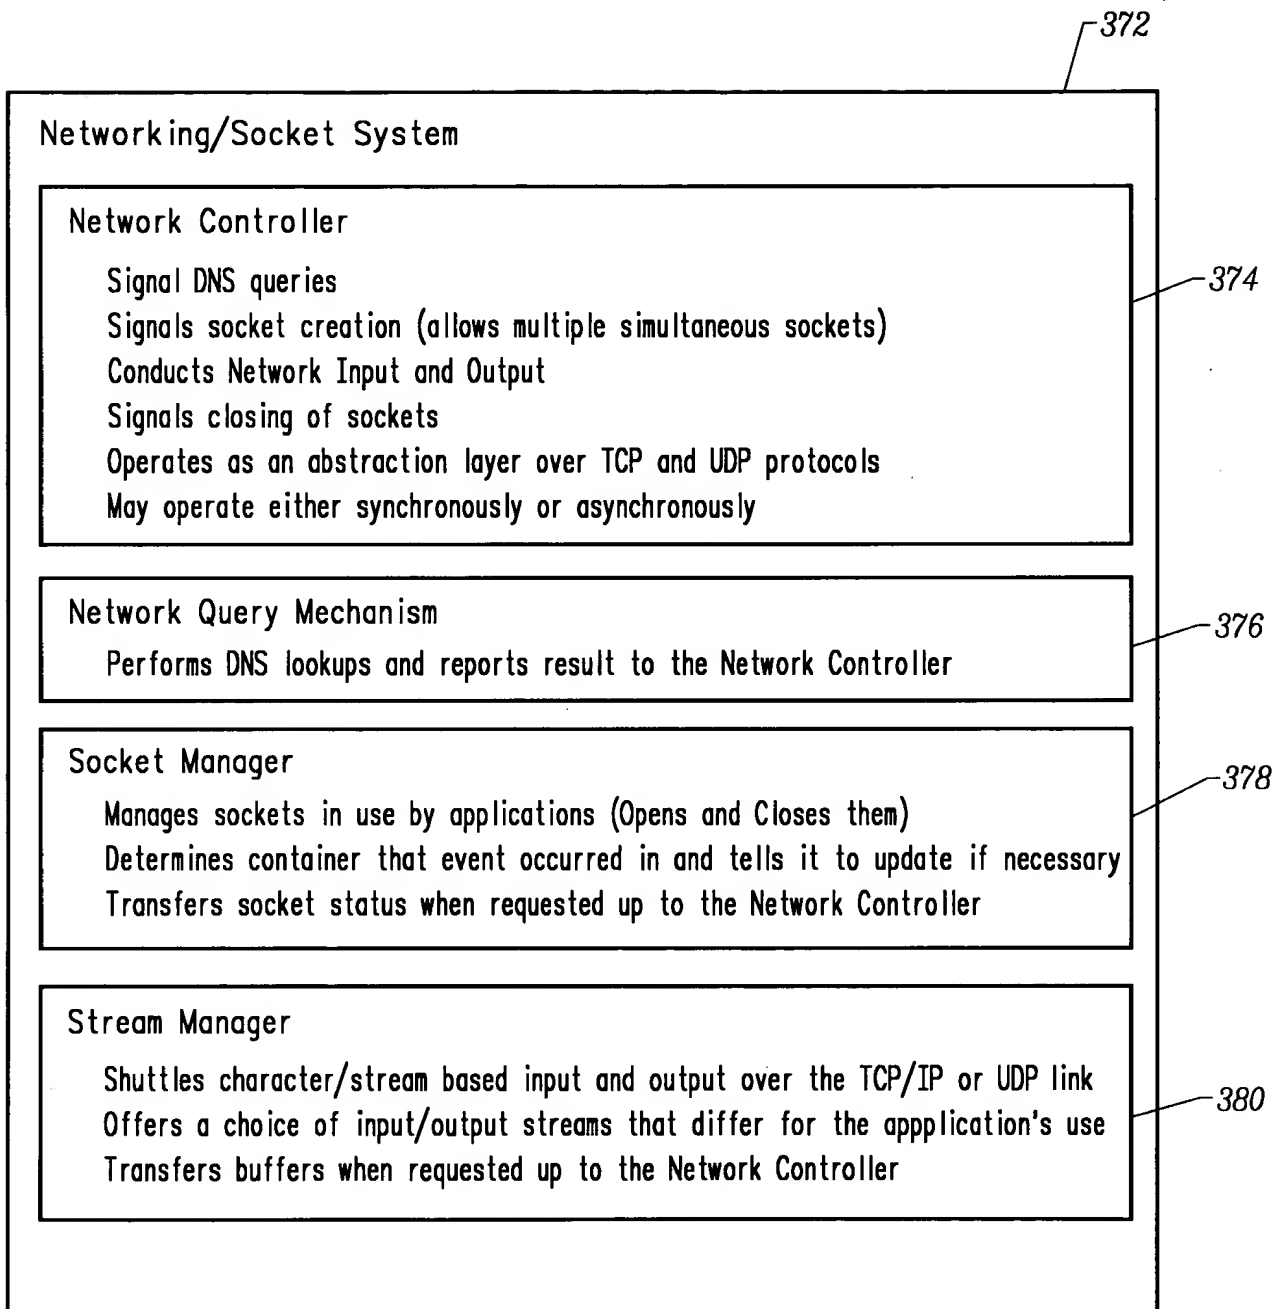 372
Networking/Socket System
Network Controller
Signal DNS queries
374
Signals socket creation (allows multiple simultaneous sockets)
Conducts Network Input and Output
Signals closing of sockets
Operates as an abstraction layer over TCP and UDP protocols
May operate either synchronously or asynchronously
Network Query Mechanism
376
Performs DNS lookups and reports result to the Network Controller
Socket Manager
378
Manages sockets in use by applications (Opens and Closes them)
Determines container that event occurred in and tells it to update if necessary
Transfers socket status when requested up to the Network Controller
Stream Manager
Shuttles character/stream based input and output over the TCP/IP or UDP link
380
Offers a choice of input/output streams that differ for the appplication's use
Transfers buffers when requested up to the Network Controller